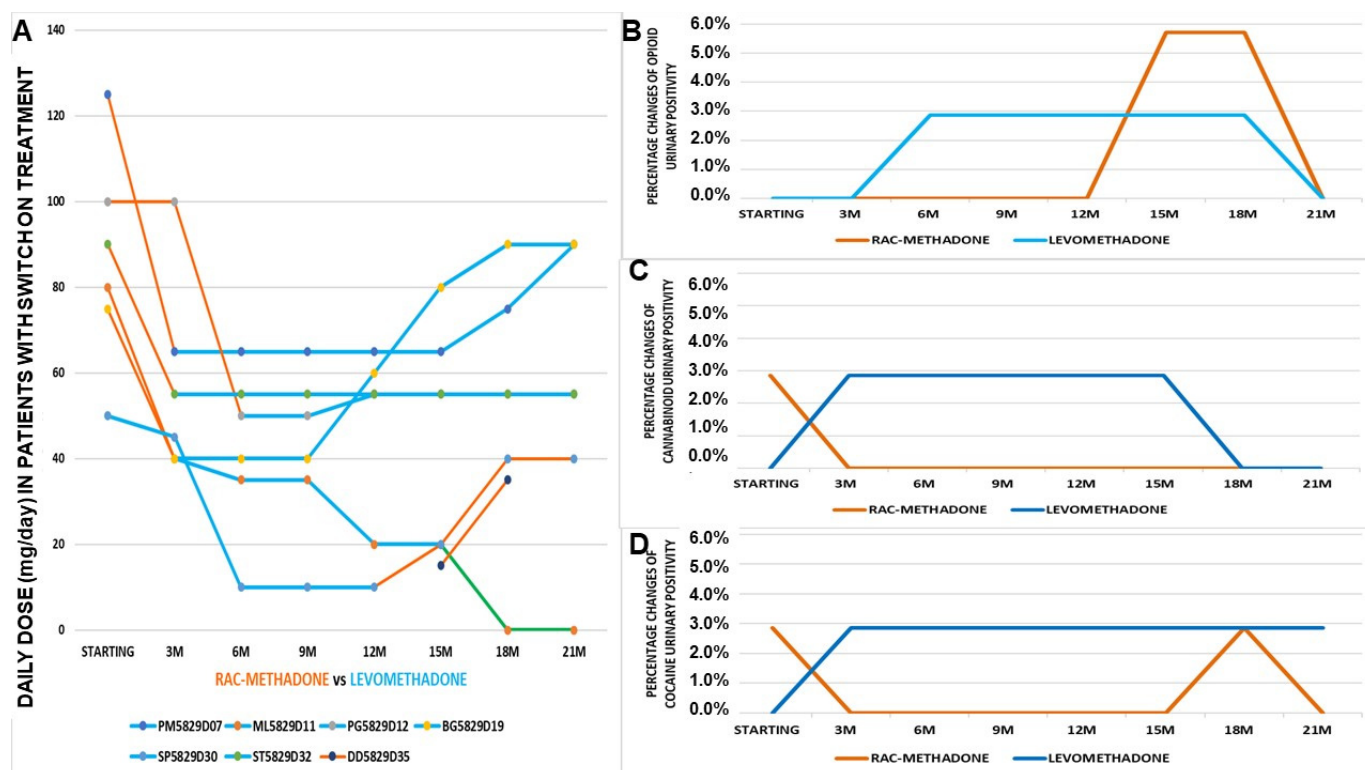 A
DAILY DOSE (mg/day) IN PATIENTS WITH SWITCH ON TREATMENT
140
120
100
80
60
40
20
0
STARTING 3M 6M 9M 12M 15M 18M 21M
RAC-METHADONE vs LEVOMETHADONE
PM5829D07 ML5829D11 PG5829D12 BG5829D19
SP5829D30 ST5829D32 DD5829D35
B
PERCENTAGE CHANGES OF OPIOID
URINARY POSITIVITY
6.0%
5.0%
4.0%
3.0%
2.0%
1.0%
0.0%
STARTING 3M 6M 9M 12M 15M 18M 21M
RAC-METHADONE LEVOMETHADONE
C
PERCENTAGE CHANGES OF
CANNABINOID URINARY POSITIVITY
6.0%
5.0%
4.0%
3.0%
2.0%
1.0%
0.0%
STARTING 3M 6M 9M 12M 15M 18M 21M
RAC-METHADONE LEVOMETHADONE
D
PERCENTAGE CHANGES OF
COCAINE URINARY POSITIVITY
6.0%
5.0%
4.0%
3.0%
2.0%
1.0%
0.0%
STARTING 3M 6M 9M 12M 15M 18M 21M
RAC-METHADONE LEVOMETHADONE